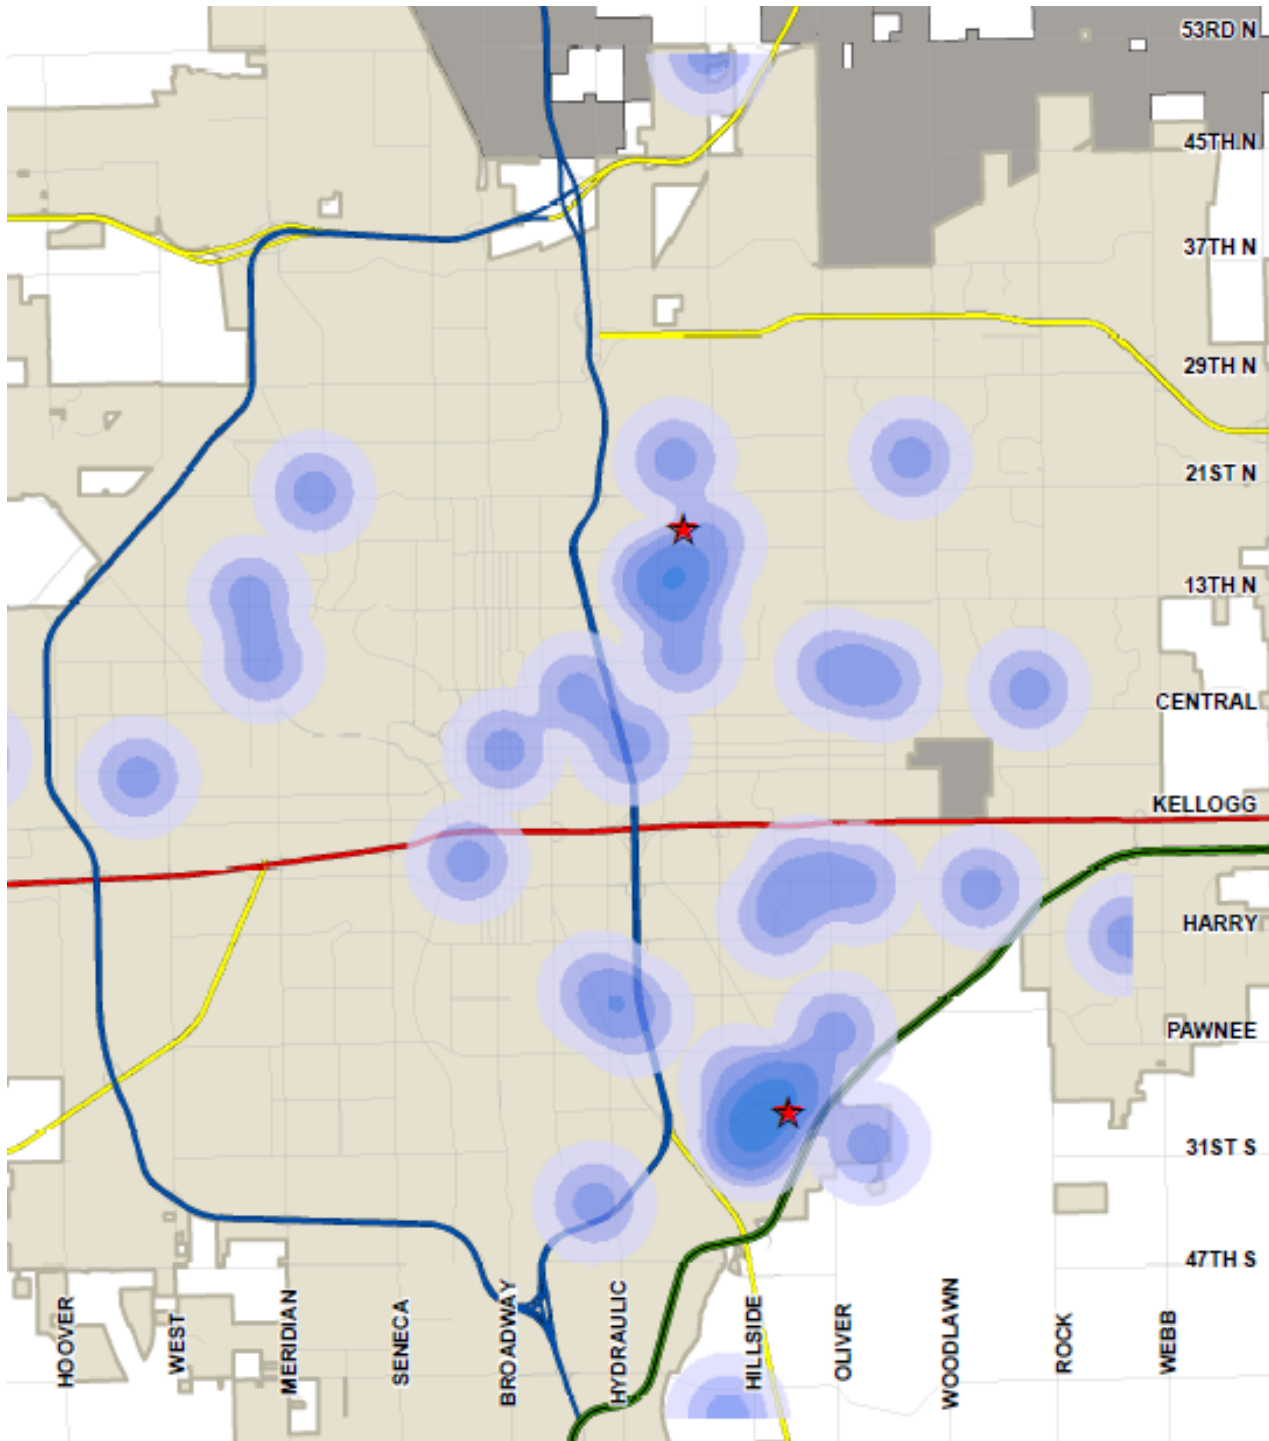 53RD N
45TH N
37TH N
29TH N
21ST N
13TH N
CENTRAL
KELLOGG
HARRY
PAWNEE
31ST S
47TH S
HOOVER
WEST
MERIDIAN
SENECA
BROADWAY
HYDRAULIC
HILLSIDE
OLIVER
WOODLAWN
ROCK
WEBB